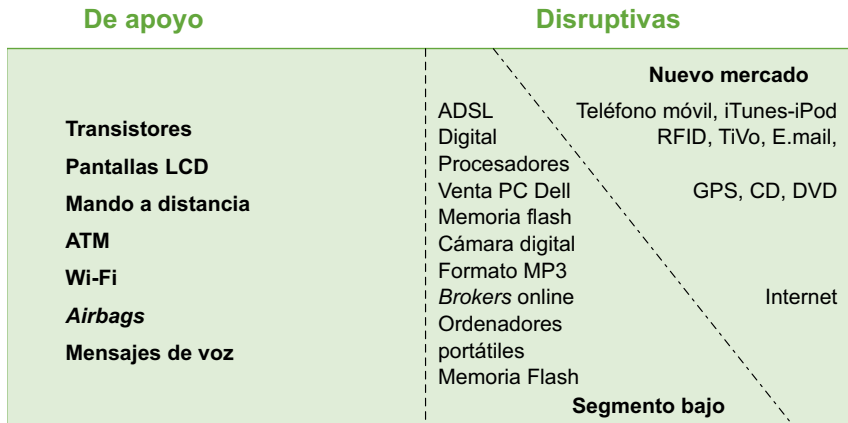 De apoyo
Disruptivas
Transistores
Pantallas LCD
Mando a distancia
ATM
Wi-Fi
Airbags
Mensajes de voz
ADSL
Digital
Procesadores
Venta PC Dell
Memoria flash
Cámara digital
Formato MP3
Brokers online
Ordenadores
portátiles
Memoria Flash
Segmento bajo
Nuevo mercado
Teléfono móvil, iTunes-iPod
RFID, TiVo, E.mail,
GPS, CD, DVD
Internet